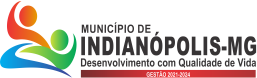 MUNICÍPIO DE
INDIANÓPOLIS-MG
Desenvolvimento com Qualidade de Vida
GESTÃO 2021-2024